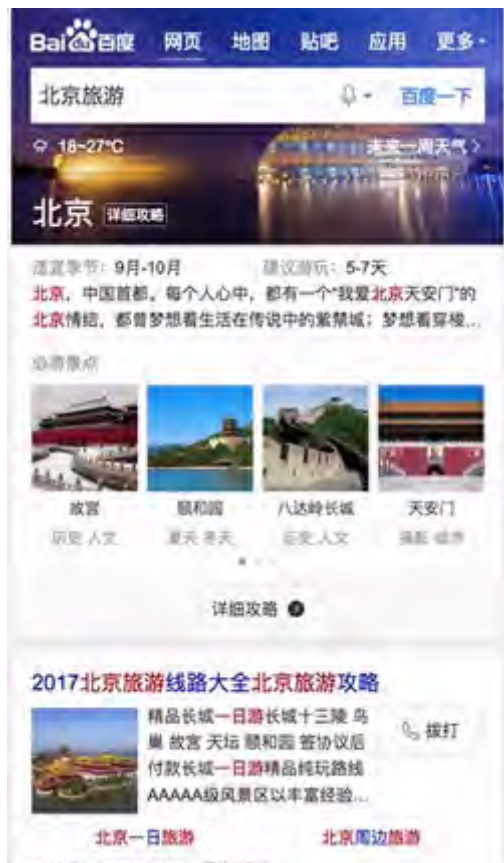 Bai du 百度 网页 地图 贴吧 应用 更多
北京旅游 百度一下
18~27℃ 未来一周天气 >
北京 详细攻略
适宜季节：9月-10月 建议游玩：5-7天
北京，中国首都。每个人心中，都有一个"我爱北京天安门"的
北京情结，都曾梦想着生活在传说中的紫禁城；梦想着穿梭...
必游景点
故宫 颐和园 八达岭长城 天安门
历史 人文 夏天 冬天 历史 人文 摄影
详细攻略
2017北京旅游线路大全北京旅游攻略
精品长城一日游长城十三陵 鸟
巢 故宫 天坛 颐和园 签协议后
付款长城一日游精品纯玩路线
AAAAA级风景区以丰富经验...
拨打
北京一日旅游 北京周边旅游